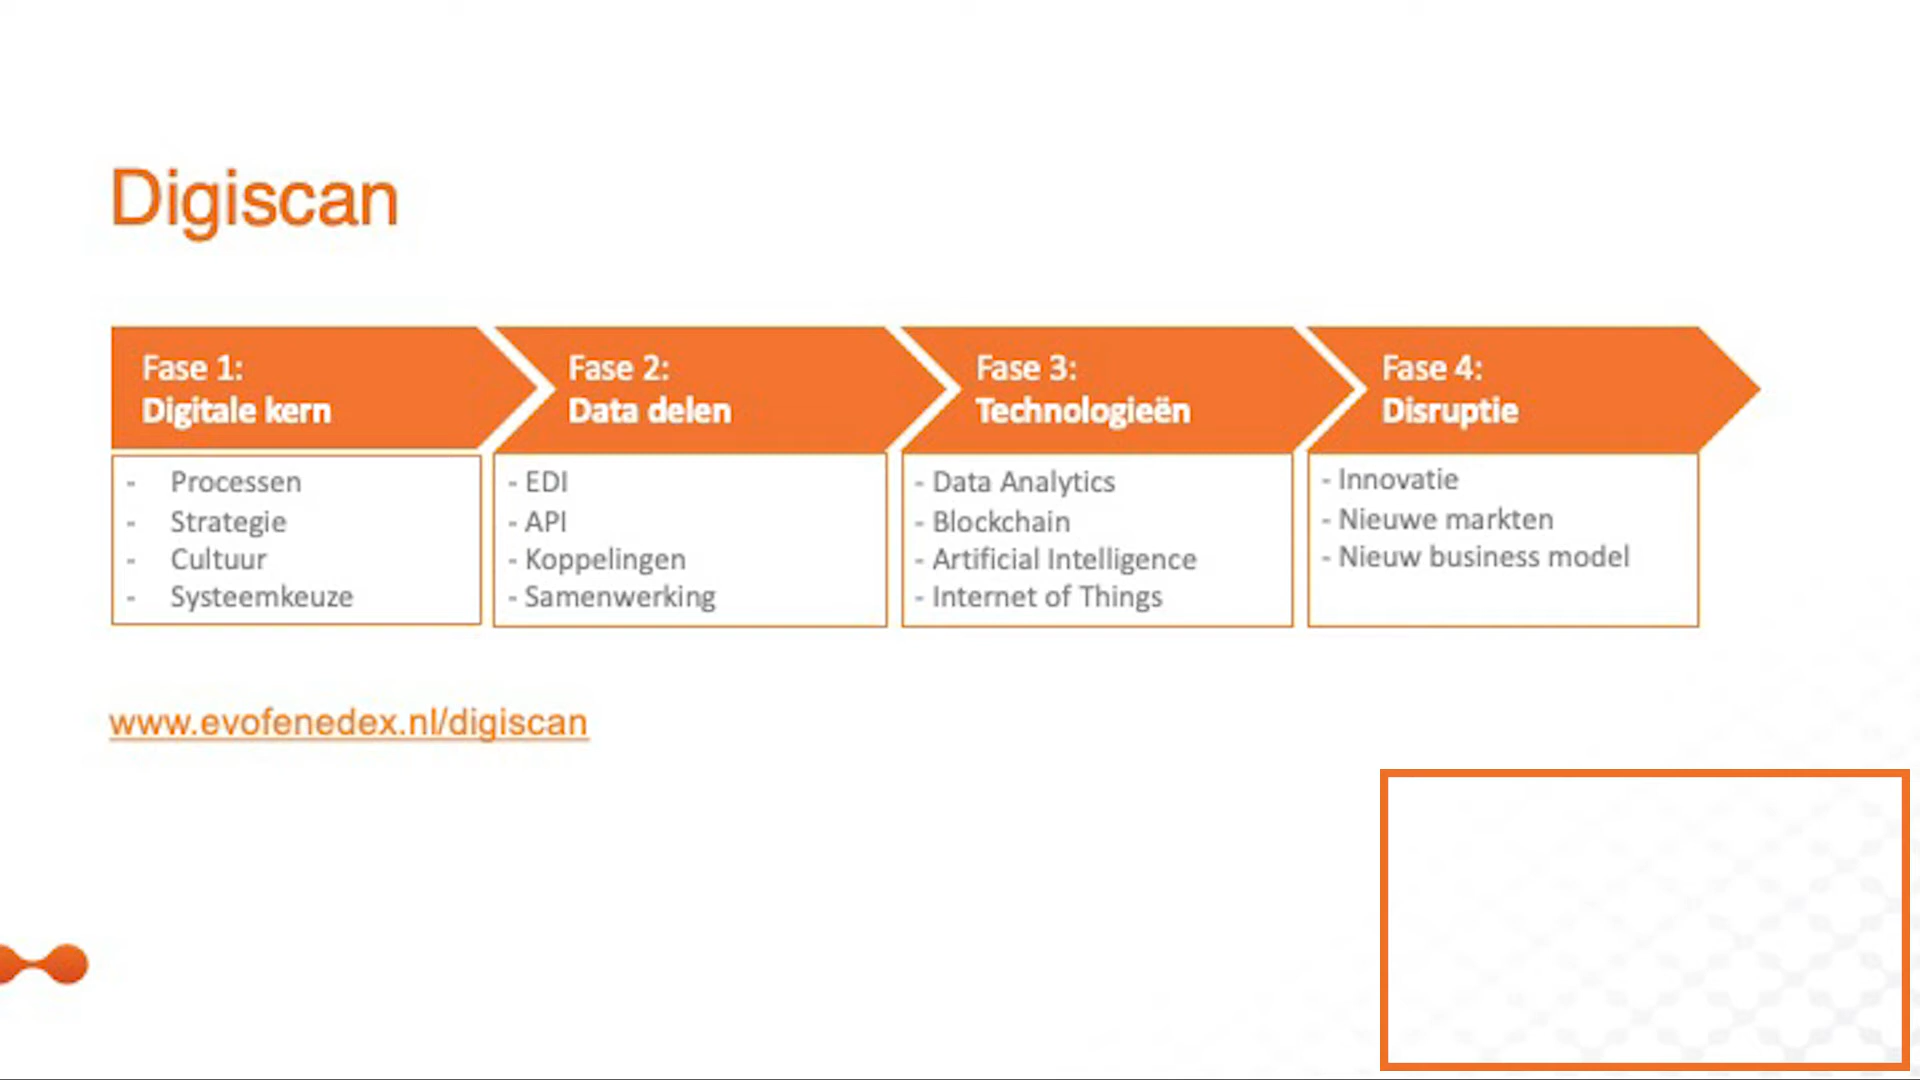 Digiscan
Fase 1:
Digitale kern
- Processen
- Strategie
- Cultuur
- Systeemkeuze
Fase 2:
Data delen
- EDI
- API
- Koppelingen
- Samenwerking
Fase 3:
Technologieën
- Data Analytics
- Blockchain
- Artificial Intelligence
- Internet of Things
Fase 4:
Disruptie
- Innovatie
- Nieuwe markten
- Nieuw business model
www.evofenedex.nl/digiscan